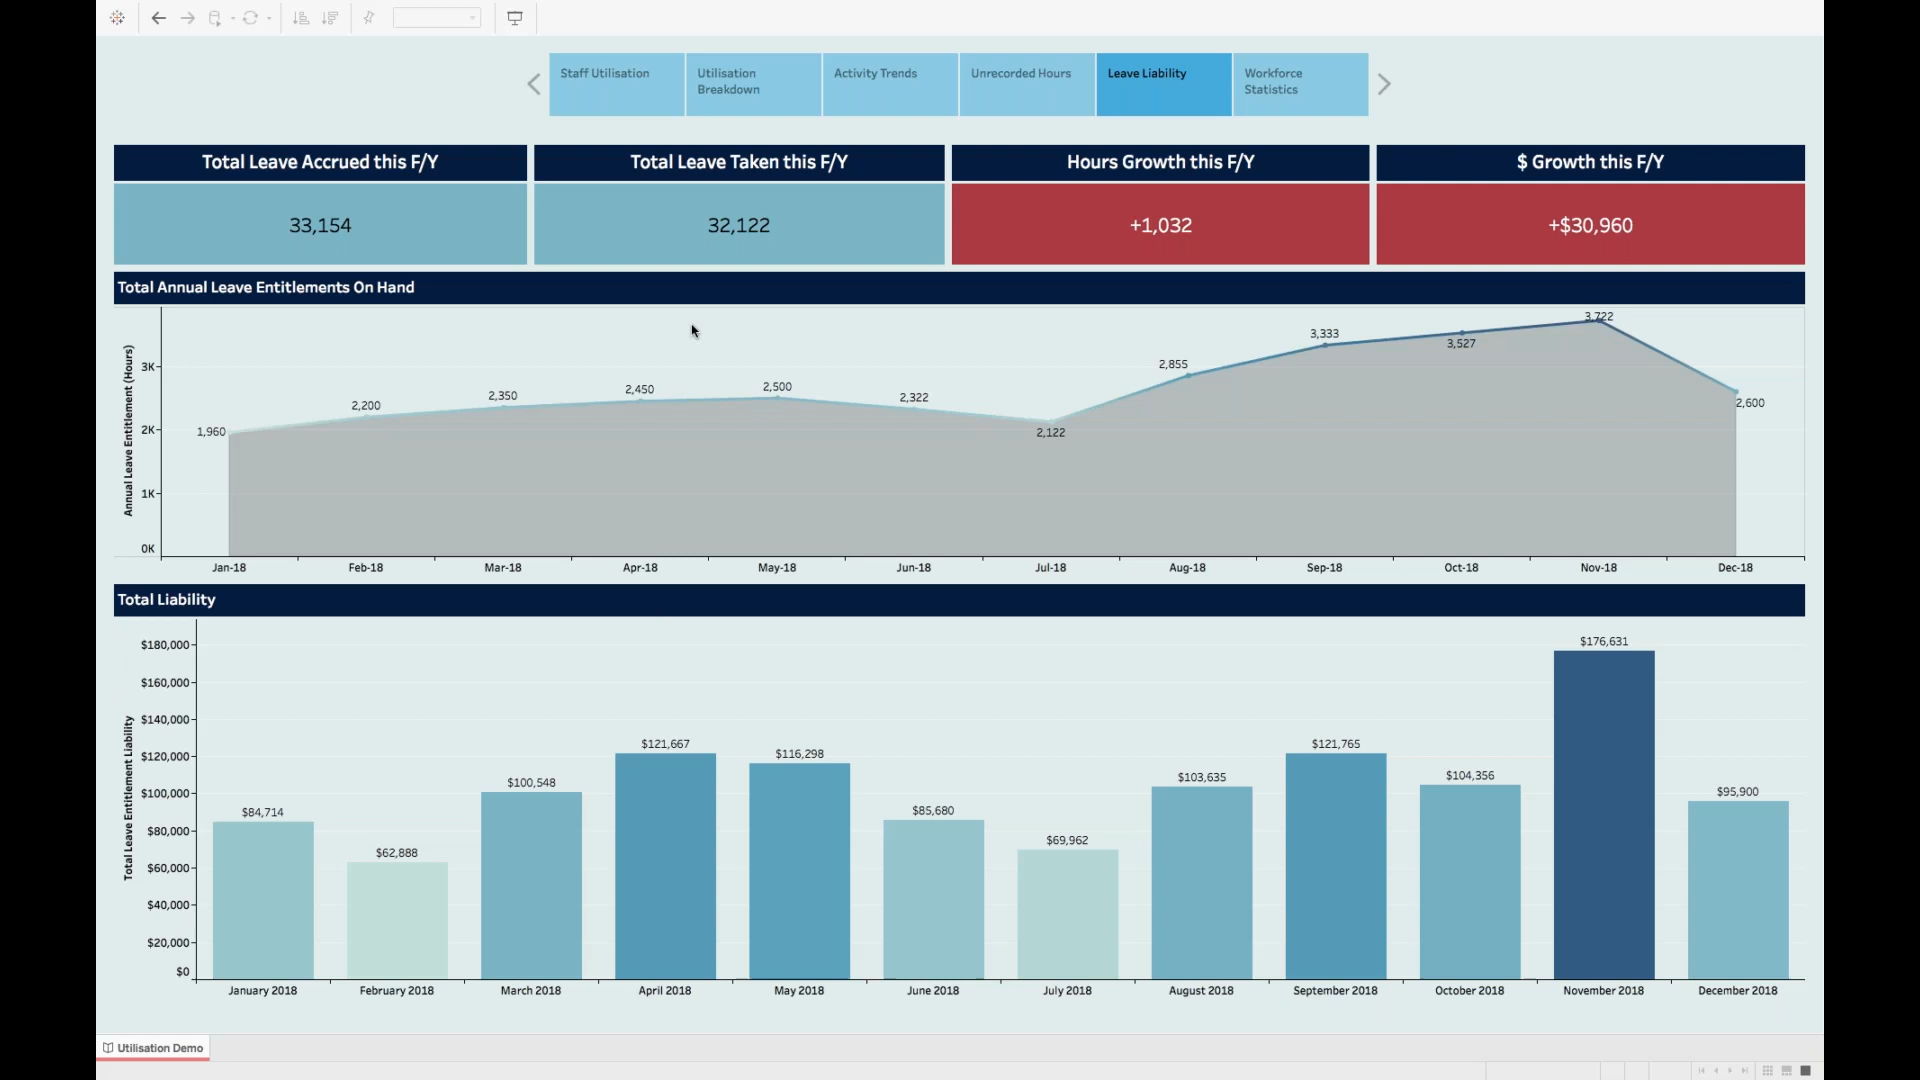 Staff Utilisation
Utilisation
Breakdown
Activity Trends
Unrecorded Hours
Leave Liability
Workforce
Statistics
Total Leave Accrued this F/Y
Total Leave Taken this F/Y
Hours Growth this F/Y
$ Growth this F/Y
33,154
32,122
+1,032
+$30,960
Total Annual Leave Entitlements On Hand
Annual Leave Entitlement (Hours)
3K
2K
1K
0K
1,960
2,200
2,350
2,450
2,500
2,322
2,122
2,855
3,333
3,527
3,722
2,600
Jan-18
Feb-18
Mar-18
Apr-18
May-18
Jun-18
Jul-18
Aug-18
Sep-18
Oct-18
Nov-18
Dec-18
Total Liability
Total Leave Entitlement Liability
$180,000
$160,000
$140,000
$120,000
$100,000
$80,000
$60,000
$40,000
$20,000
$0
$84,714
$62,888
$100,548
$121,667
$116,298
$85,680
$69,962
$103,635
$121,765
$104,356
$176,631
$95,900
January 2018
February 2018
March 2018
April 2018
May 2018
June 2018
July 2018
August 2018
September 2018
October 2018
November 2018
December 2018
Utilisation Demo